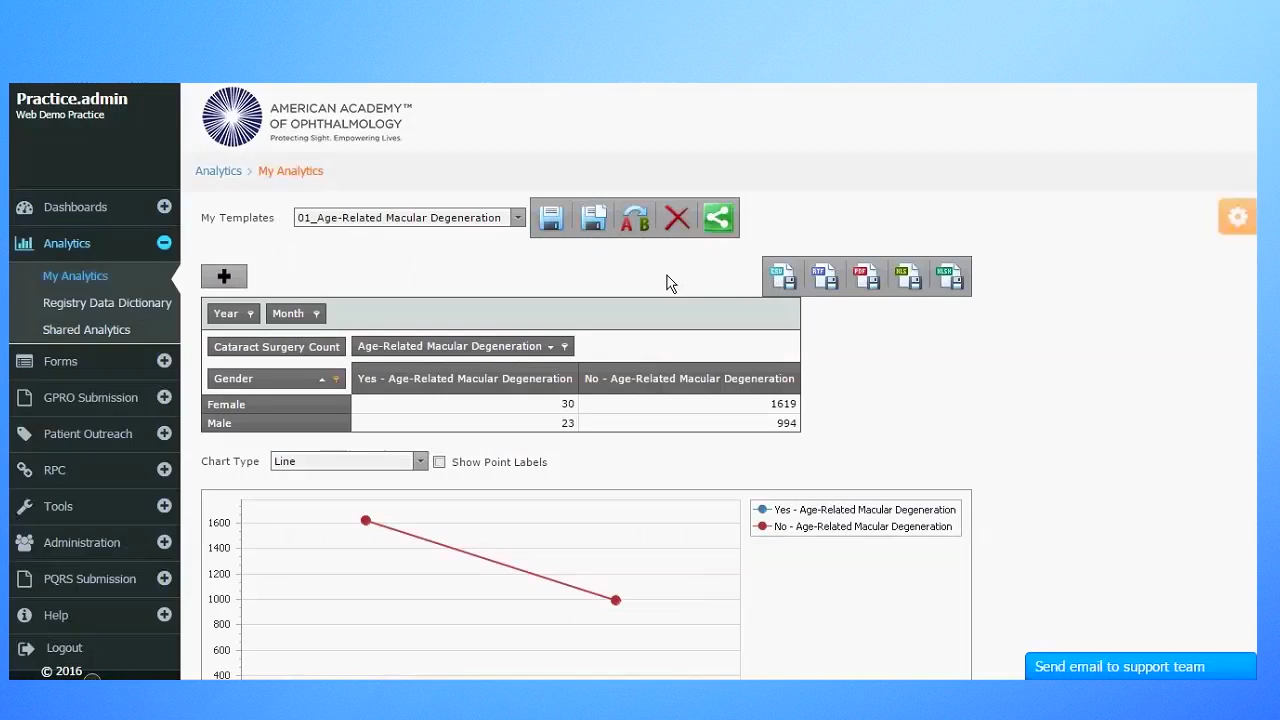 Practice.admin
Web Demo Practice
AMERICAN ACADEMY™
OF OPHTHALMOLOGY
Protecting Sight. Empowering Lives.
Analytics > My Analytics
Dashboards
Analytics
My Analytics
Registry Data Dictionary
Shared Analytics
Forms
GPRO Submission
Patient Outreach
RPC
Tools
Administration
PQRS Submission
Help
Logout
© 2016
My Templates 01_Age-Related Macular Degeneration
A B
CSV RTF PDF XLS XLSX
Year Month
Cataract Surgery Count Age-Related Macular Degeneration
Gender Yes - Age-Related Macular Degeneration No - Age-Related Macular Degeneration
Female 30 1619
Male 23 994
Chart Type Line Show Point Labels
1600
1400
1200
1000
800
600
400
Yes - Age-Related Macular Degeneration
No - Age-Related Macular Degeneration
Send email to support team